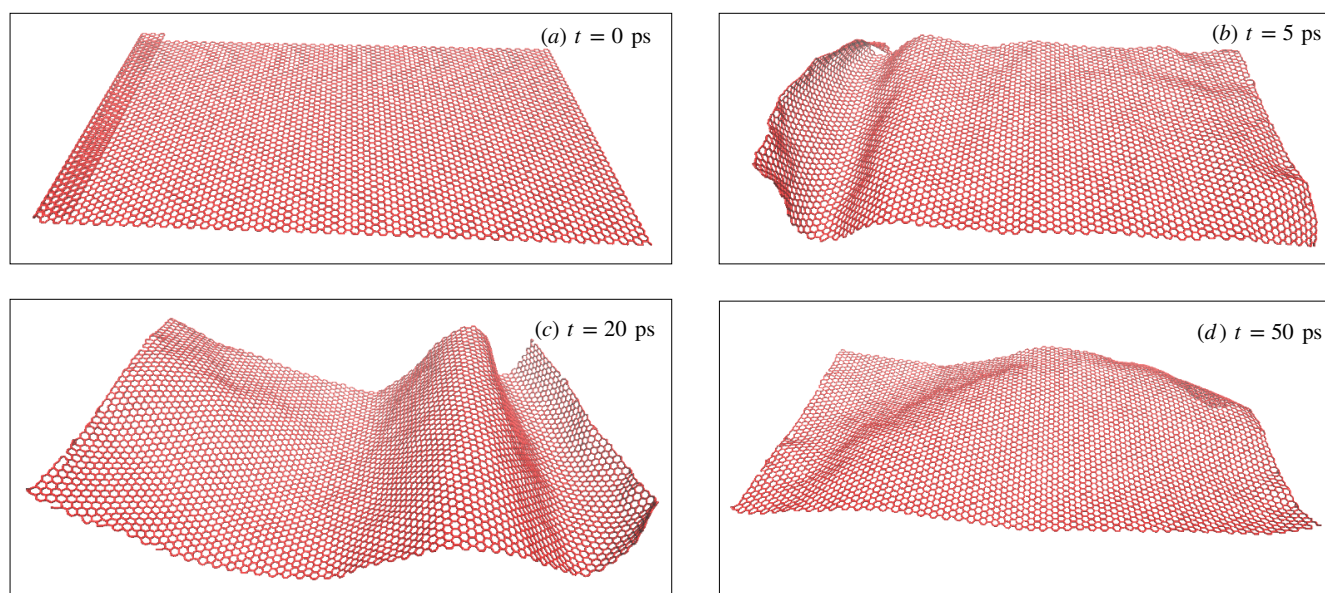 (a) t = 0 ps
(b) t = 5 ps
(c) t = 20 ps
(d) t = 50 ps